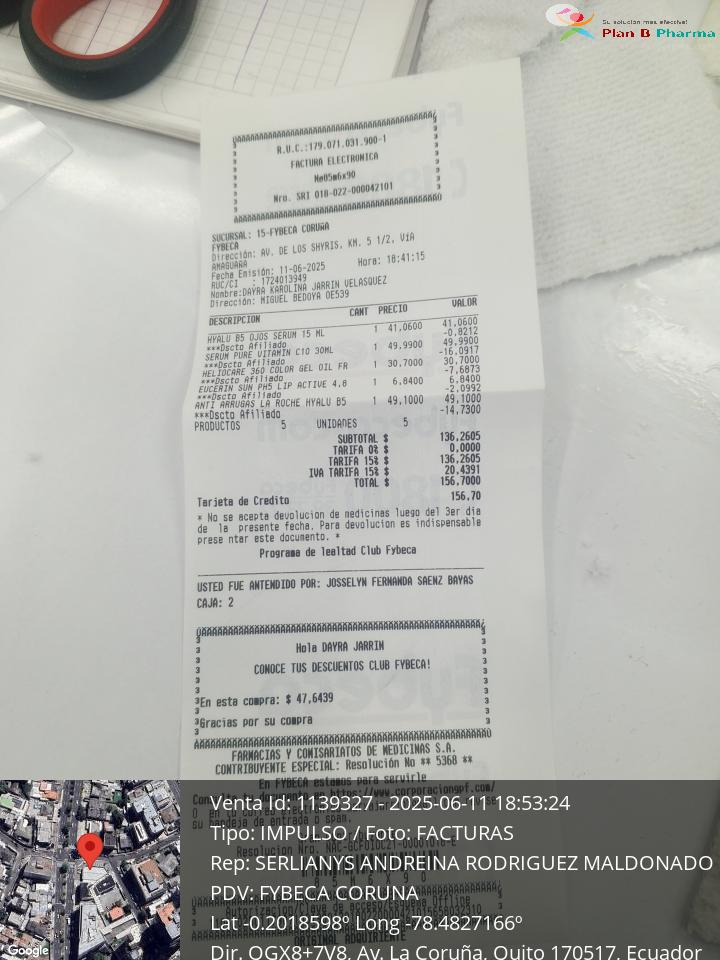 Su solución más efectiva!
Plan B Pharma
R.U.C.:179.071.031.900-1
FACTURA ELECTRONICA
Ne05m6x90
Nro. SRI 018-022-000042101
SUCURSAL: 15-FYBECA CORUÑA
FYBECA
Dirección: AV. DE LOS SHYRIS, KM. 5 1/2, VíA
AMAGUAÑA
Fecha Emisión: 11-06-2025 Hora: 18:41:15
RUC/CI : 1724013949
Nombre:DAYRA KAROLINA JARRIN VELASQUEZ
Dirección: MIGUEL BEDOYA OE539
DESCRIPCION CANT PRECIO VALOR
HYALU B5 OJOS SERUM 15 ML 1 41,0600 41,0600
***Dscto Afiliado -0,8212
SERUM PURE VITAMIN C10 30ML 1 49,9900 49,9900
***Dscto Afiliado -16,0917
HELIOCARE 360 COLOR GEL OIL FR 1 30,7000 30,7000
***Dscto Afiliado -7,6873
EUCERIN SUN PH5 LIP ACTIVE 4.8 1 6,8400 6,8400
***Dscto Afiliado -2,0992
ANTI ARRUGAS LA ROCHE HYALU B5 1 49,1000 49,1000
***Dscto Afiliado -14,7300
PRODUCTOS 5 UNIDADES 5
SUBTOTAL $ 136,2605
TARIFA 0% $ 0,0000
TARIFA 15% $ 136,2605
IVA TARIFA 15% $ 20,4391
TOTAL $ 156,7000
Tarjeta de Credito 156,70
* No se acepta devolucion de medicinas luego del 3er dia
de la presente fecha. Para devolucion es indispensable
prese ntar este documento. *
Programa de lealtad Club Fybeca
USTED FUE ANTENDIDO POR: JOSSELYN FERNANDA SAENZ BAYAS
CAJA: 2
Hola DAYRA JARRIN
CONOCE TUS DESCUENTOS CLUB FYBECA!
En esta compra: $ 47,6439
Gracias por su compra
FARMACIAS Y COMISARIATOS DE MEDICINAS S.A.
CONTRIBUYENTE ESPECIAL: Resolución No ** 5368 **
En FYBECA estamos para servirle
Venta Id: 1139327 - 2025-06-11 18:53:24
Tipo: IMPULSO / Foto: FACTURAS
Rep: SERLIANYS ANDREINA RODRIGUEZ MALDONADO
PDV: FYBECA CORUNA
Lat -0.2018598º Long -78.4827166º
Dir. QGX8+7V8, Av. La Coruña, Quito 170517, Ecuador
ORIGINAL ADQUIRIENTE
Google